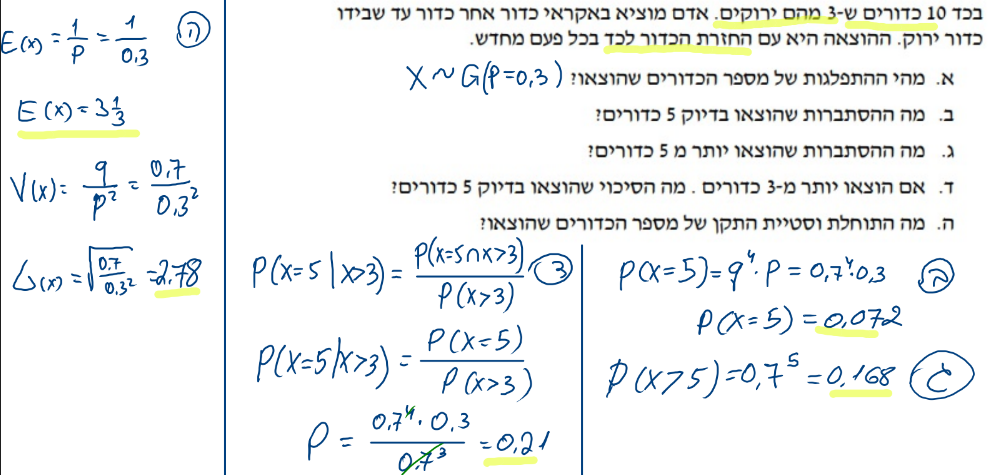 בכד 10 כדורים ש-3 מהם ירוקים. אדם מוציא באקראי כדור אחר כדור עד שבידו
כדור ירוק. ההוצאה היא עם החזרת הכדור לכד בכל פעם מחדש.
א. מהי ההתפלגות של מספר הכדורים שהוצאו? X ~ G(P=0,3)
ב. מה ההסתברות שהוצאו בדיוק 5 כדורים?
ג. מה ההסתברות שהוצאו יותר מ 5 כדורים?
ד. אם הוצאו יותר מ-3 כדורים . מה הסיכוי שהוצאו בדיוק 5 כדורים?
ה. מה התוחלת וסטיית התקן של מספר הכדורים שהוצאו?
ב P(x=5) = q⁴·P = 0,7⁴·0,3
P(x=5) = 0,072
ג P(x>5) = 0,7⁵ = 0,168
ד P(x=5|x>3) = P(x=5∩x>3) / P(x>3)
P(x=5|x>3) = P(x=5) / P(x>3)
P = 0,7⁴·0,3 / 0,7³ = 0,21
ה E(x) = 1/P = 1/0,3
E(x) = 3 1/3
V(x) = q/P² = 0,7/0,3²
σ(x) = √(0,7/0,3²) = 2,78